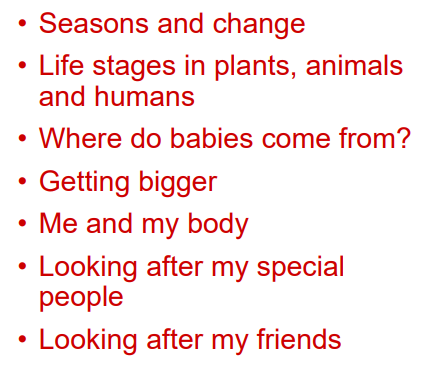 • Seasons and change
• Life stages in plants, animals
and humans
• Where do babies come from?
• Getting bigger
• Me and my body
• Looking after my special
people
• Looking after my friends